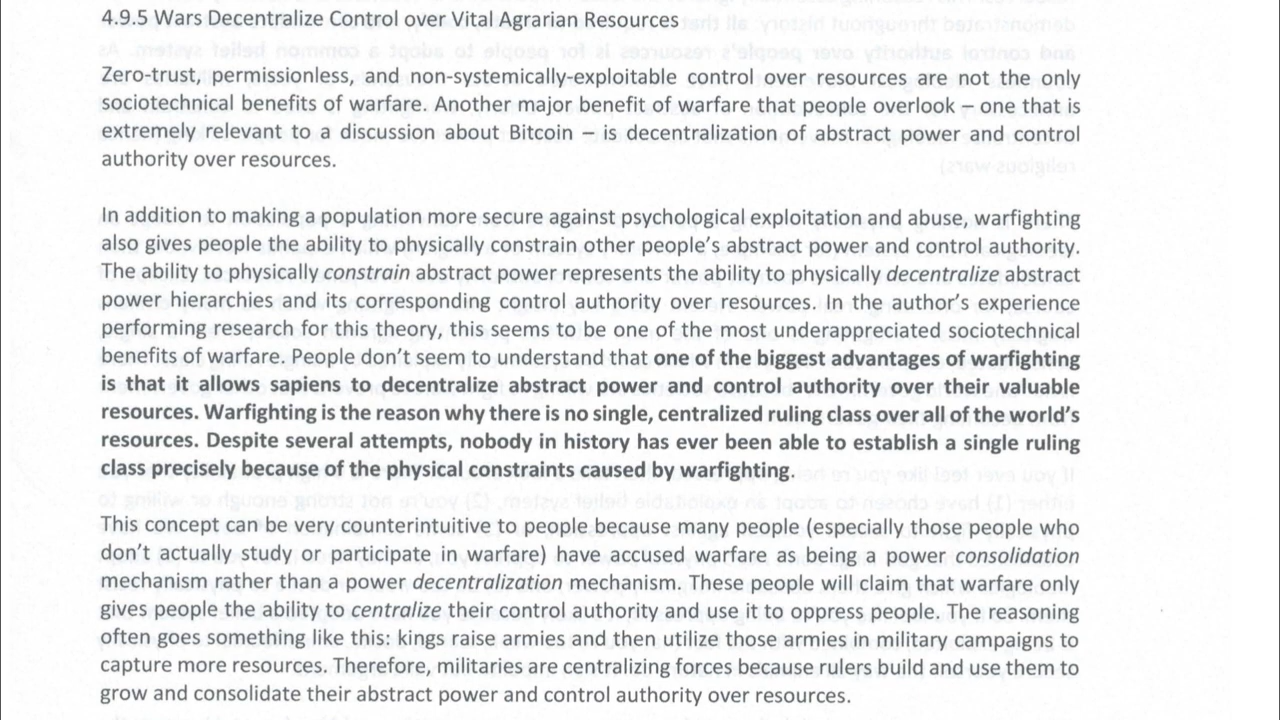 4.9.5 Wars Decentralize Control over Vital Agrarian Resources
Zero-trust, permissionless, and non-systemically-exploitable control over resources are not the only
sociotechnical benefits of warfare. Another major benefit of warfare that people overlook – one that is
extremely relevant to a discussion about Bitcoin – is decentralization of abstract power and control
authority over resources.
In addition to making a population more secure against psychological exploitation and abuse, warfighting
also gives people the ability to physically constrain other people's abstract power and control authority.
The ability to physically constrain abstract power represents the ability to physically decentralize abstract
power hierarchies and its corresponding control authority over resources. In the author's experience
performing research for this theory, this seems to be one of the most underappreciated sociotechnical
benefits of warfare. People don't seem to understand that one of the biggest advantages of warfighting
is that it allows sapiens to decentralize abstract power and control authority over their valuable
resources. Warfighting is the reason why there is no single, centralized ruling class over all of the world's
resources. Despite several attempts, nobody in history has ever been able to establish a single ruling
class precisely because of the physical constraints caused by warfighting.
This concept can be very counterintuitive to people because many people (especially those people who
don't actually study or participate in warfare) have accused warfare as being a power consolidation
mechanism rather than a power decentralization mechanism. These people will claim that warfare only
gives people the ability to centralize their control authority and use it to oppress people. The reasoning
often goes something like this: kings raise armies and then utilize those armies in military campaigns to
capture more resources. Therefore, militaries are centralizing forces because rulers build and use them to
grow and consolidate their abstract power and control authority over resources.